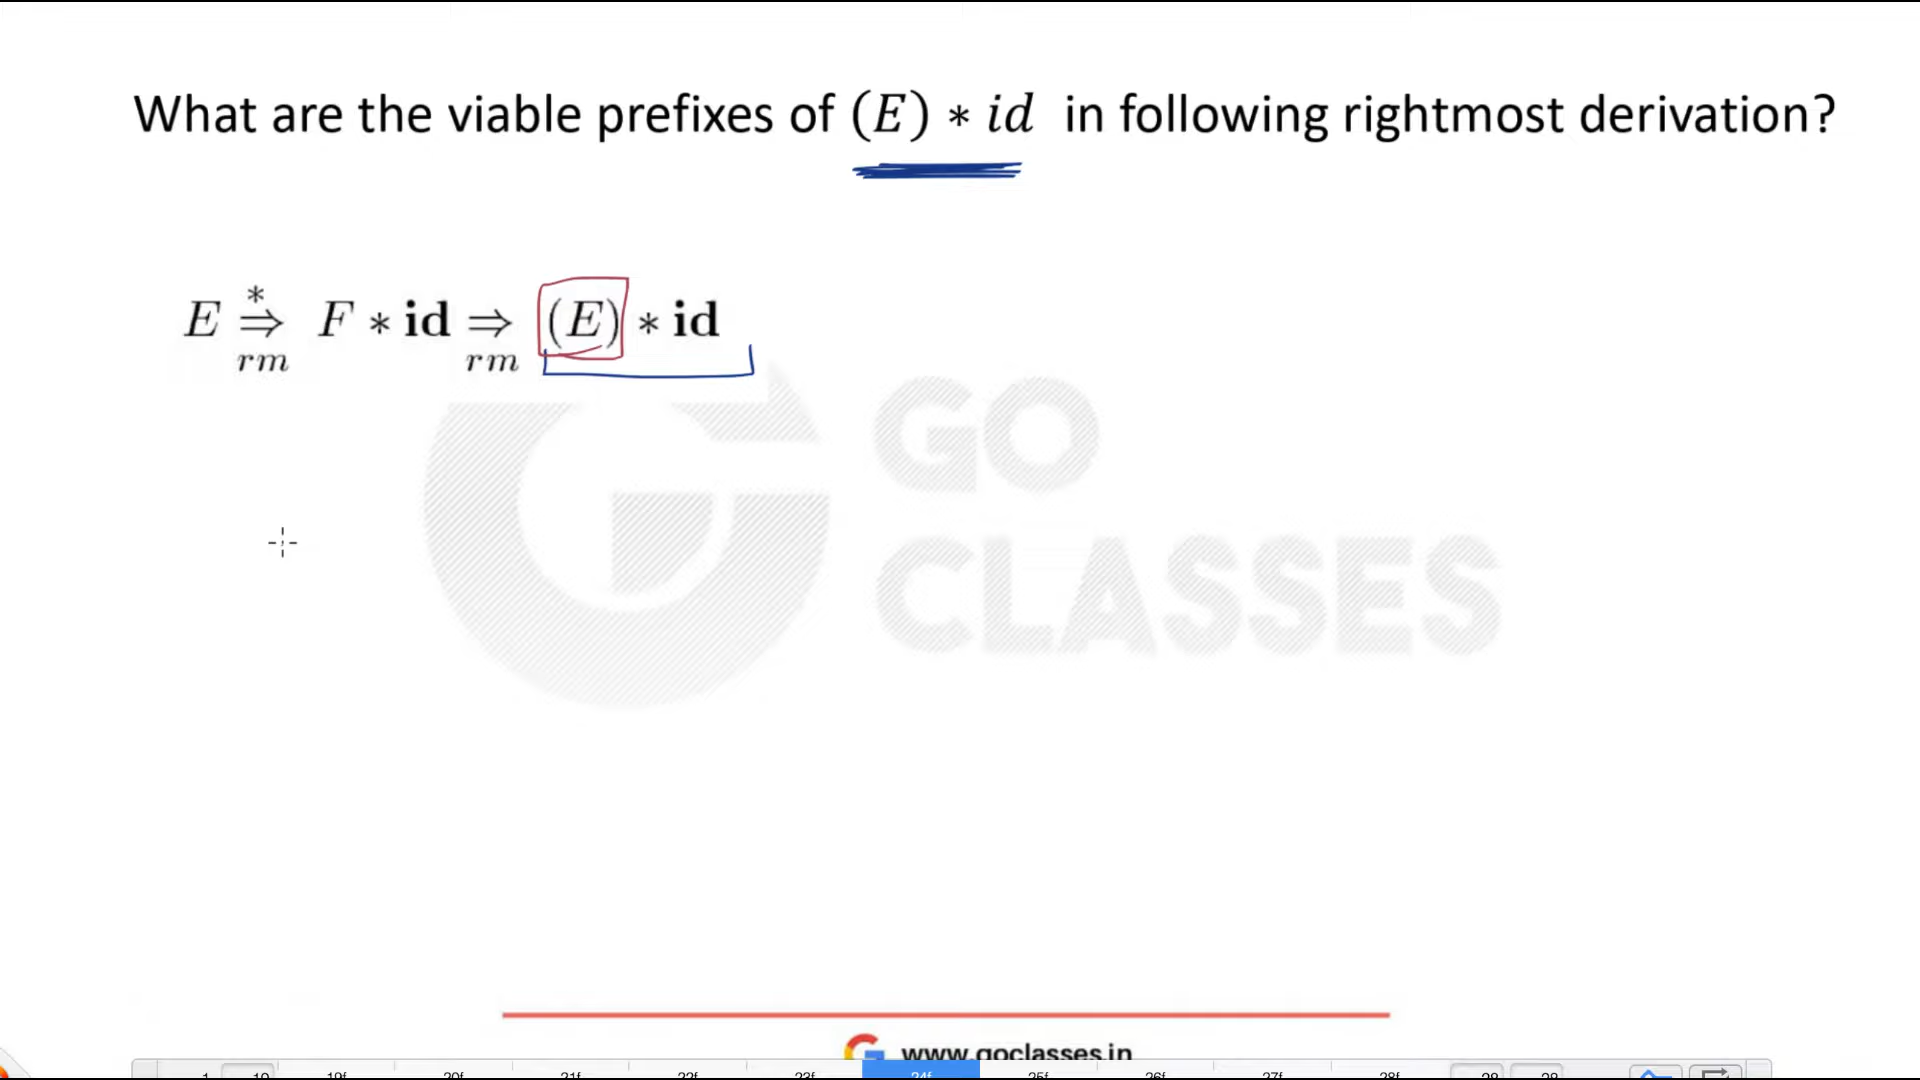 What are the viable prefixes of (E) * id in following rightmost derivation?
E *⇒rm F * id ⇒rm (E) * id
GO
CLASSES
www.goclasses.in